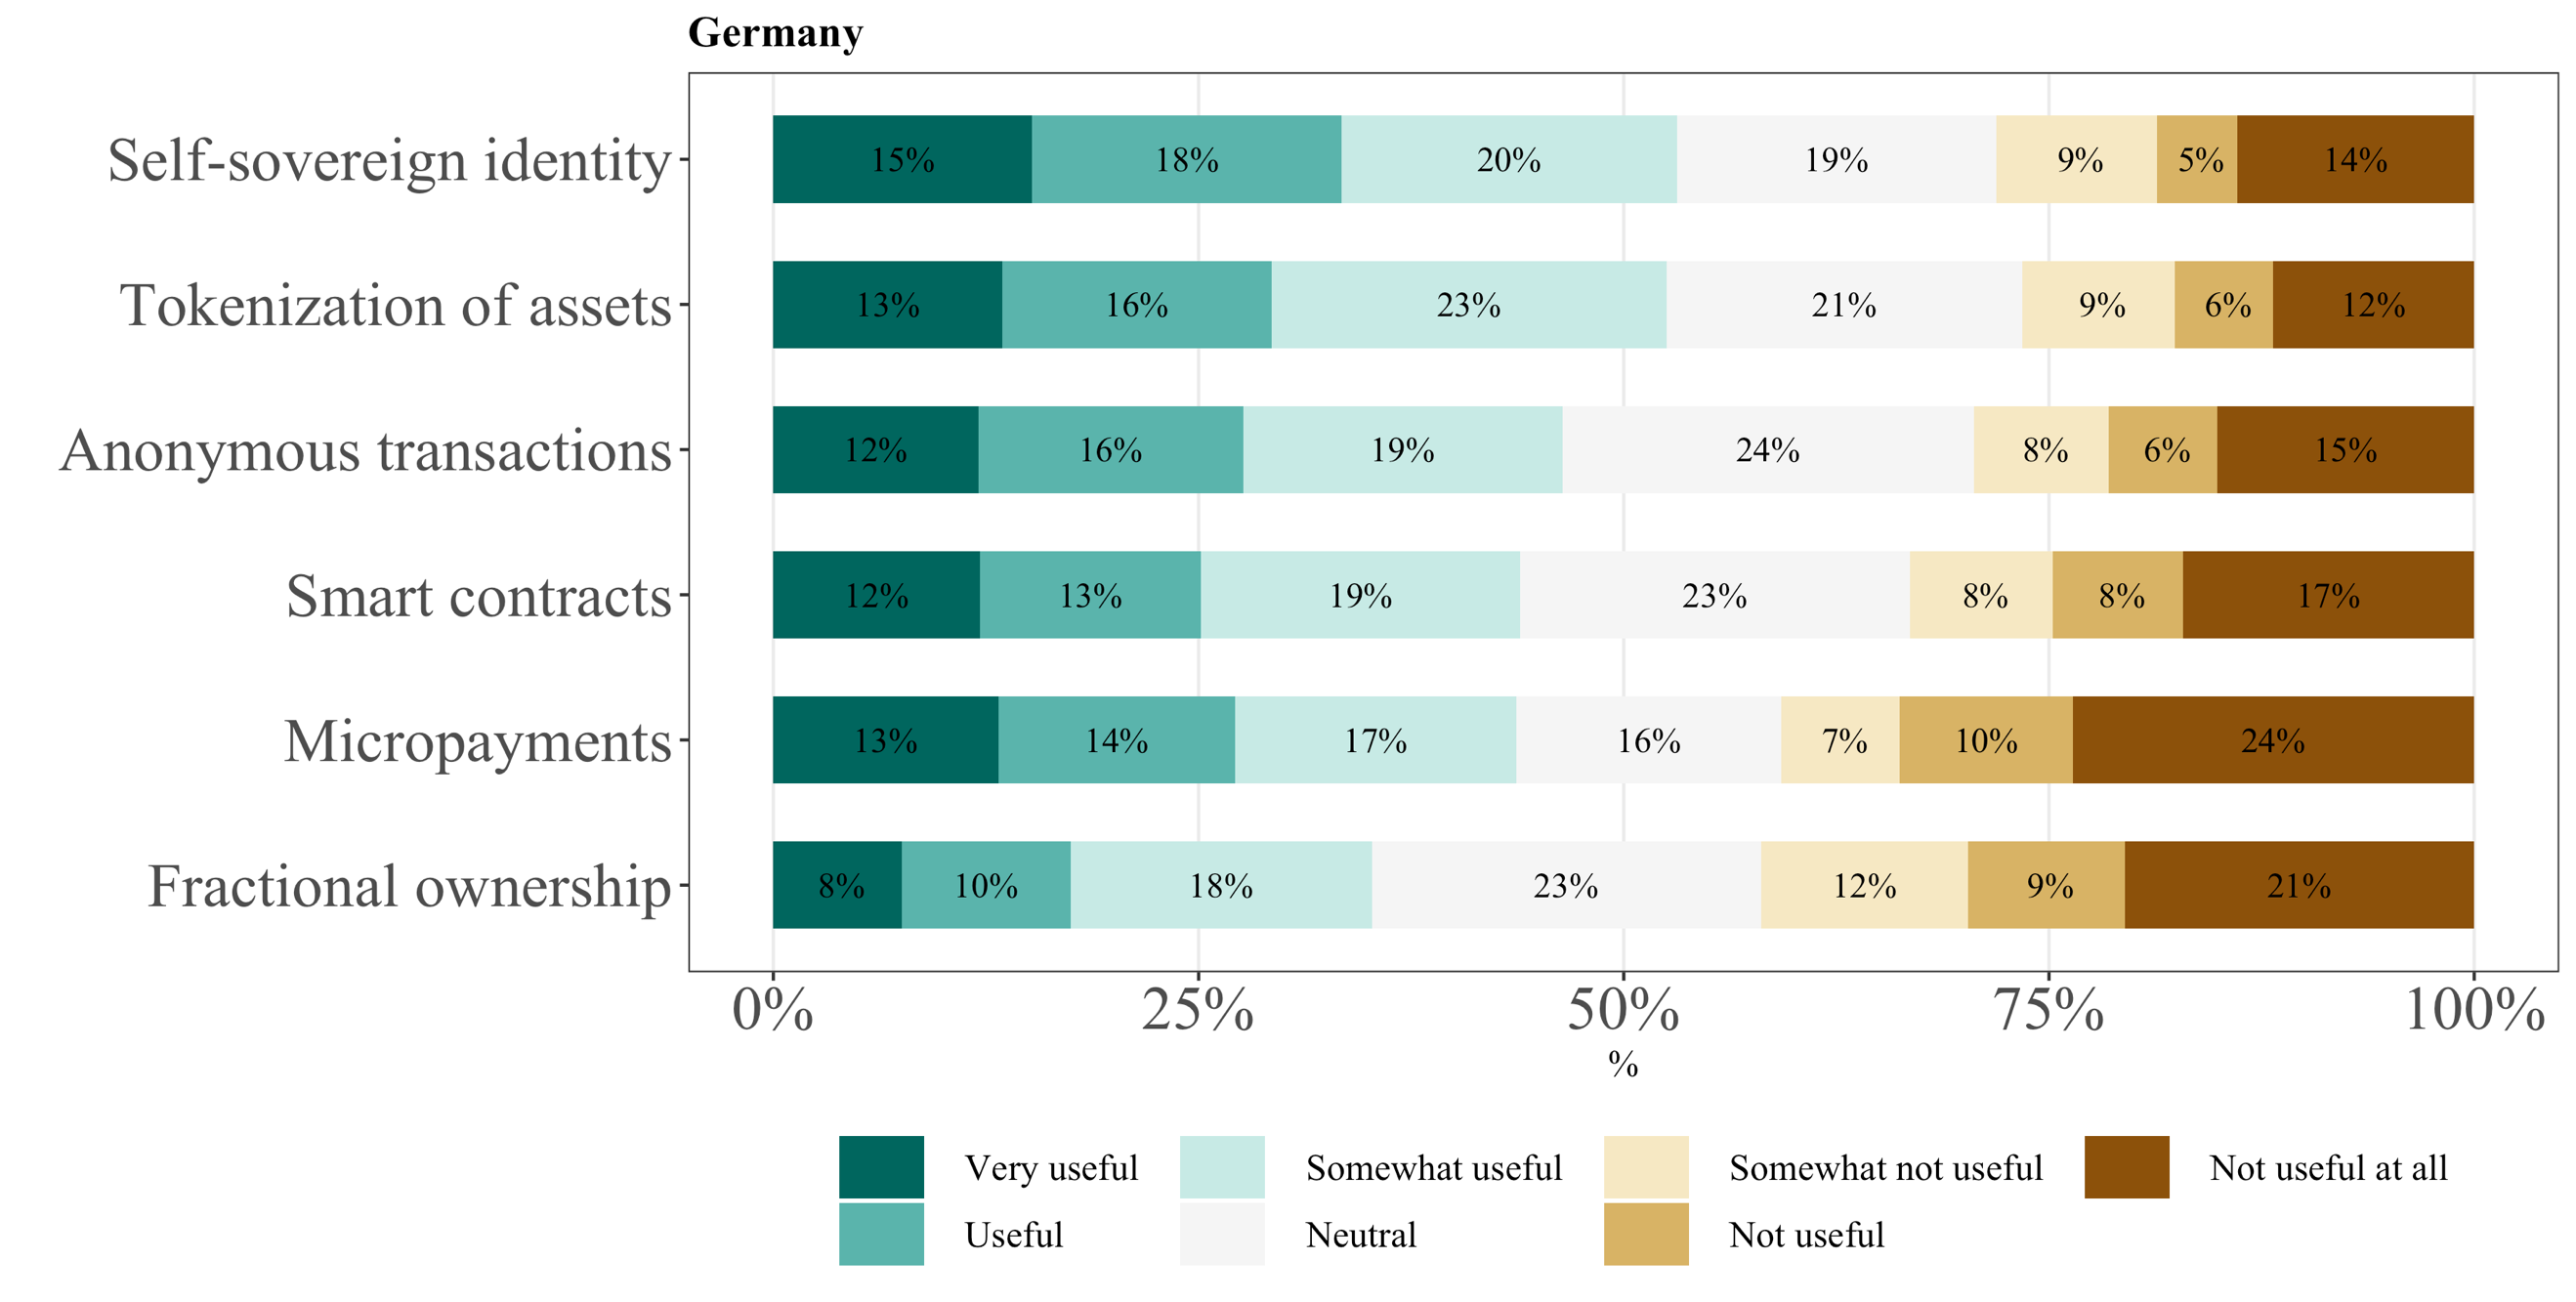 Germany
Self-sovereign identity 15% 18% 20% 19% 9% 5% 14%
Tokenization of assets 13% 16% 23% 21% 9% 6% 12%
Anonymous transactions 12% 16% 19% 24% 8% 6% 15%
Smart contracts 12% 13% 19% 23% 8% 8% 17%
Micropayments 13% 14% 17% 16% 7% 10% 24%
Fractional ownership 8% 10% 18% 23% 12% 9% 21%
0% 25% 50% 75% 100%
%
Very useful Somewhat useful Somewhat not useful Not useful at all
Useful Neutral Not useful